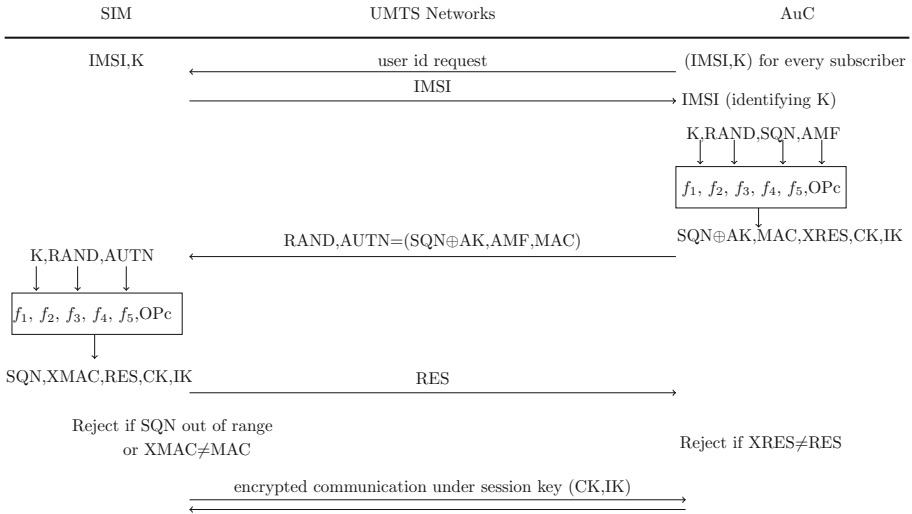 SIM UMTS Networks AuC
IMSI,K user id request (IMSI,K) for every subscriber
IMSI IMSI (identifying K)
K,RAND,SQN,AMF
f1, f2, f3, f4, f5,OPc
SQN⊕AK,MAC,XRES,CK,IK
RAND,AUTN=(SQN⊕AK,AMF,MAC)
K,RAND,AUTN
f1, f2, f3, f4, f5,OPc
SQN,XMAC,RES,CK,IK RES
Reject if SQN out of range
or XMAC≠MAC
Reject if XRES≠RES
encrypted communication under session key (CK,IK)